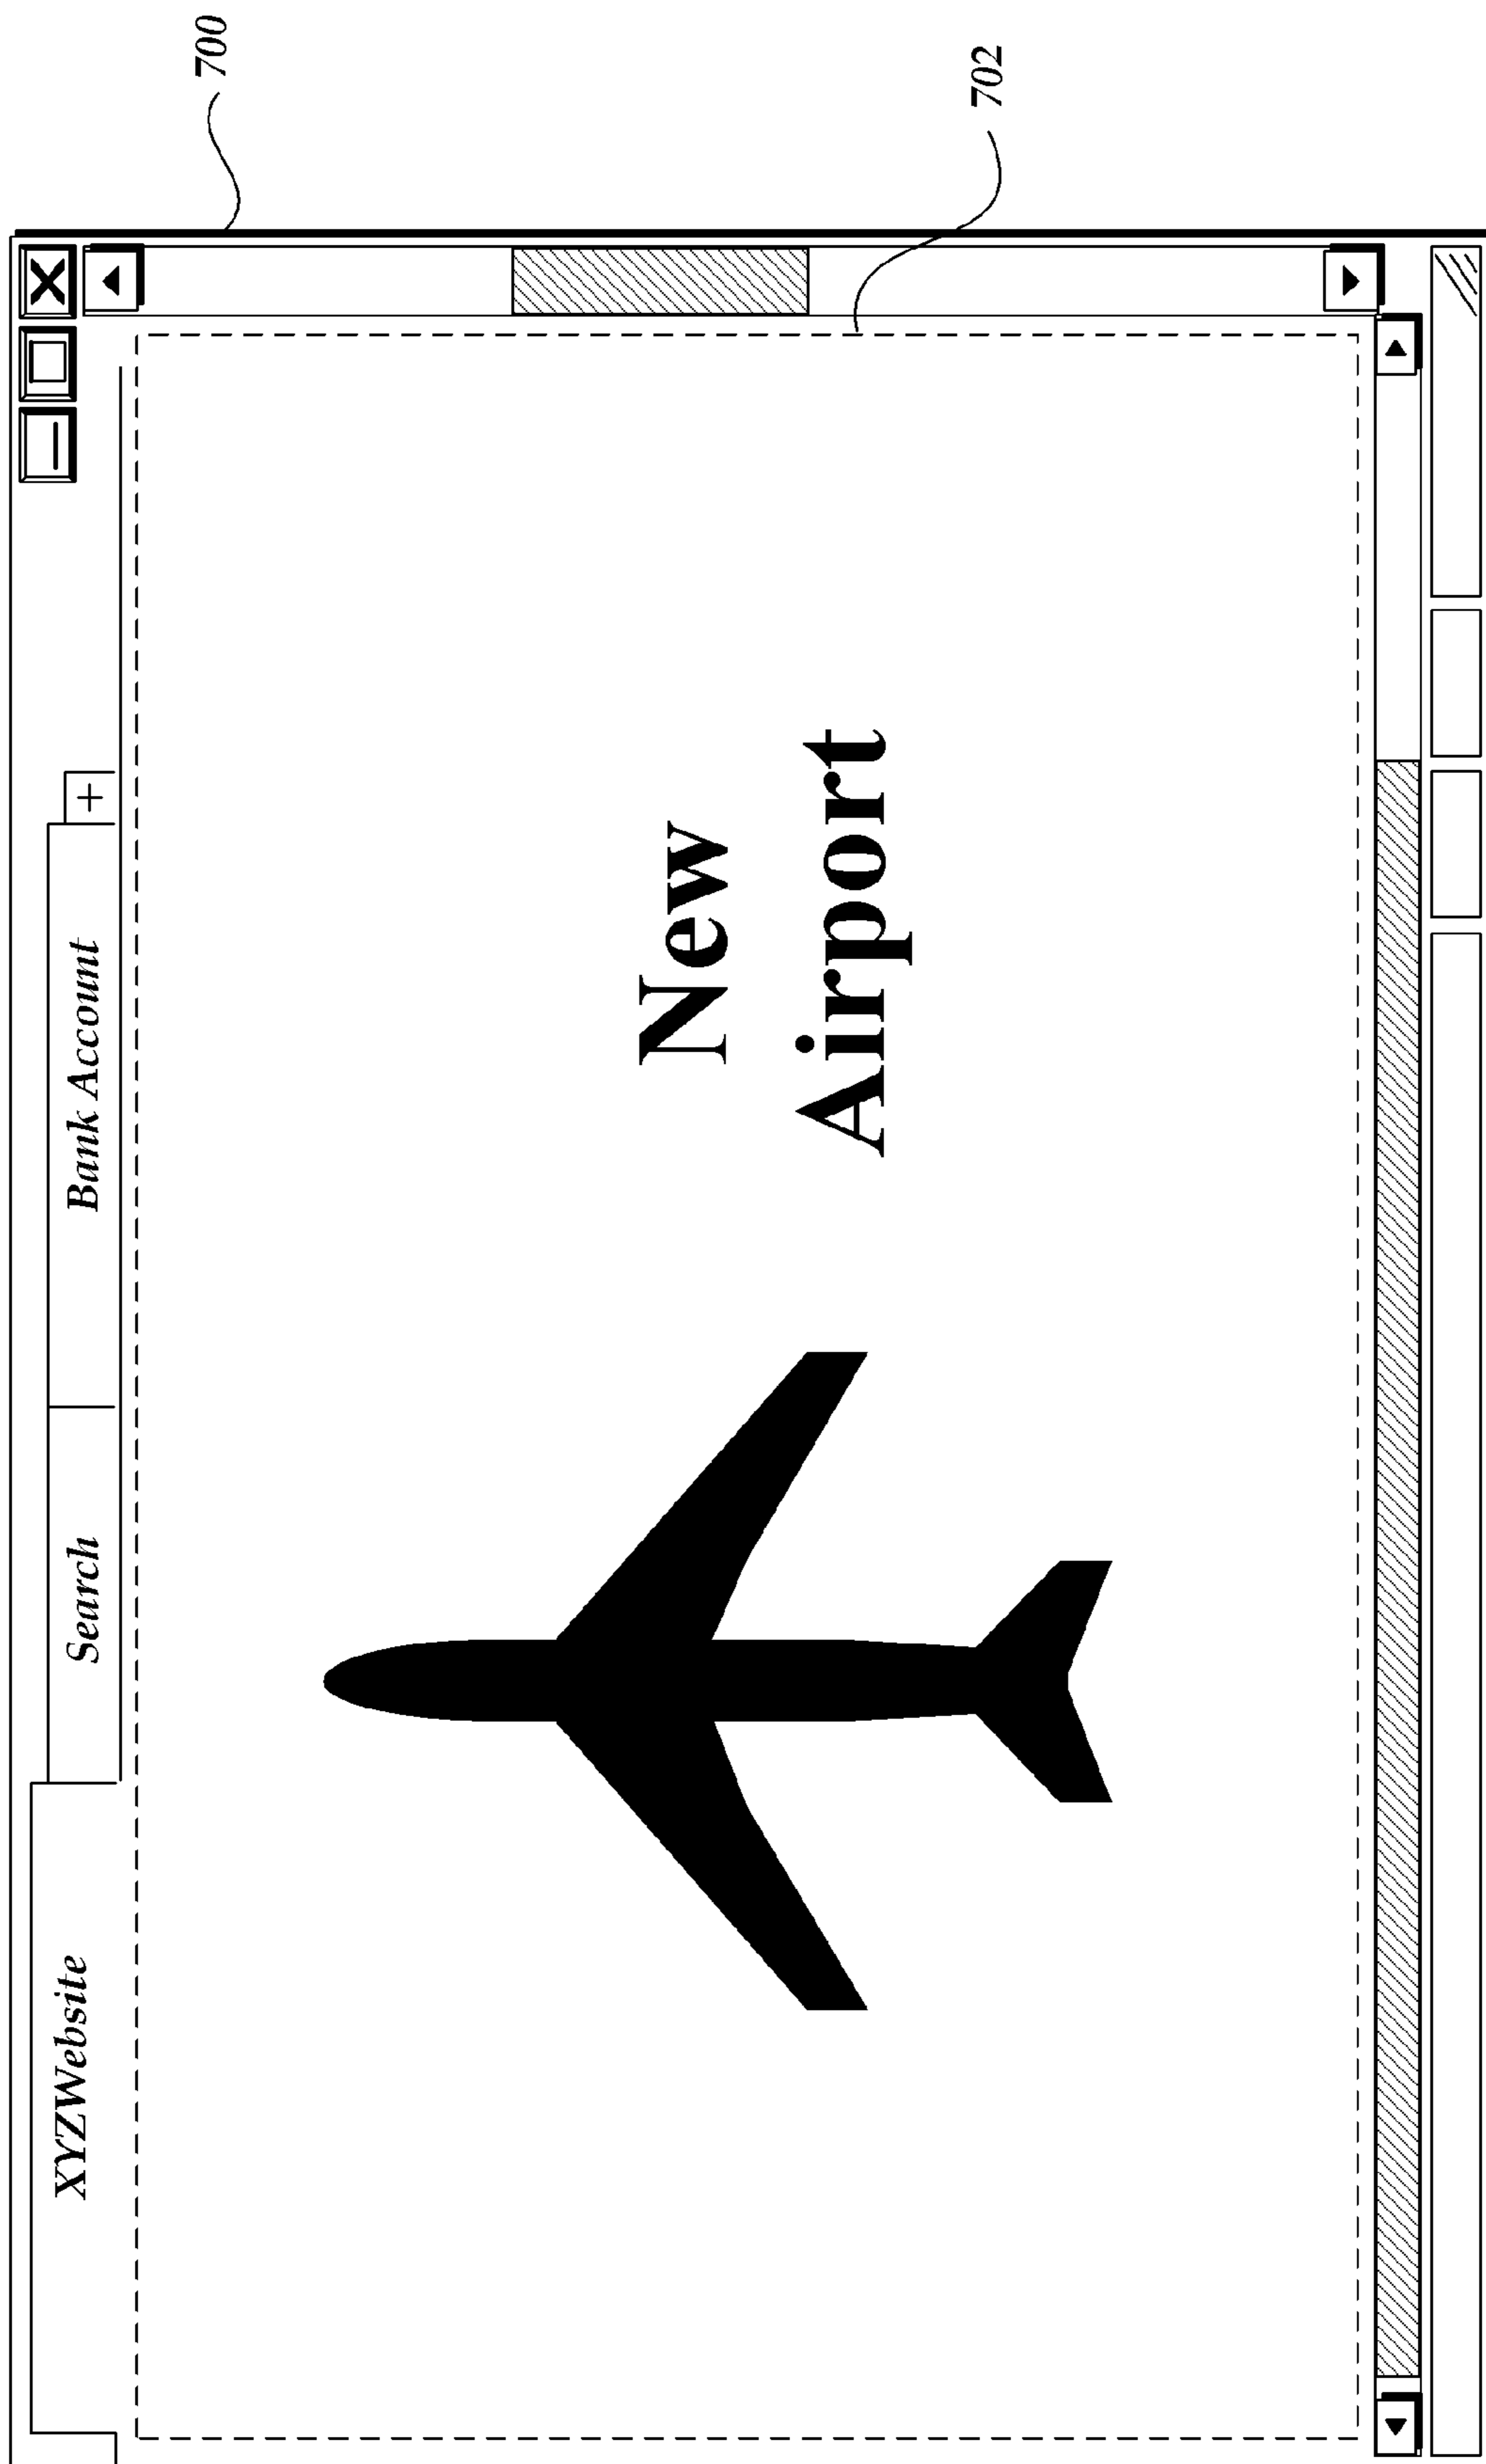 XYZWebsite
Search
Bank Account
+
700
702
New
Airport